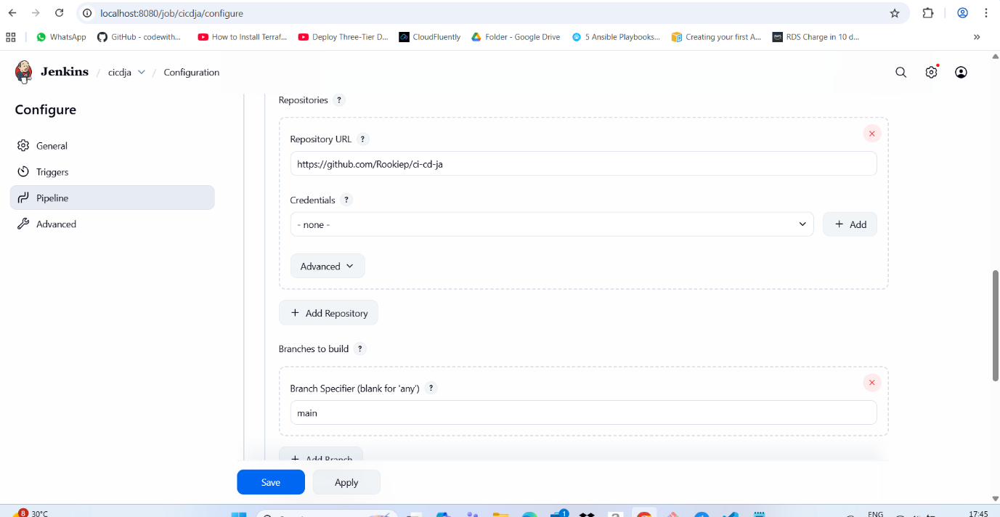 localhost:8080/job/cicdja/configure
WhatsApp GitHub - codewith... How to Install Terraf... Deploy Three-Tier D... CloudFluently Folder - Google Drive 5 Ansible Playbooks... Creating your first A... RDS Charge in 10 d...
Jenkins / cicdja / Configuration
Configure
General
Triggers
Pipeline
Advanced
Repositories ?
Repository URL ?
https://github.com/Rookiep/ci-cd-ja
Credentials ?
- none -
+ Add
Advanced
+ Add Repository
Branches to build ?
Branch Specifier (blank for 'any') ?
main
+ Add Branch
Save Apply
8 30°C 1 ENG 17:45